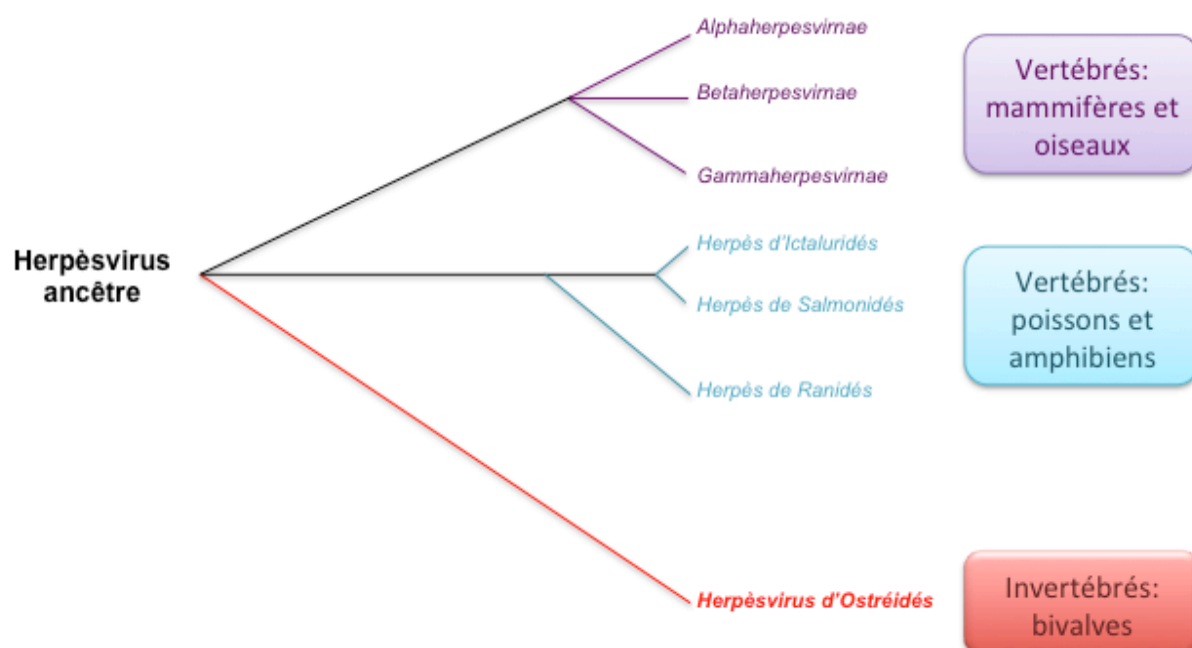 Alphaherpesvirnae
Betaherpesvirnae
Gammaherpesvirnae
Vertébrés:
mammifères et
oiseaux
Herpèsvirus
ancêtre
Herpès d'Ictaluridés
Herpès de Salmonidés
Herpès de Ranidés
Vertébrés:
poissons et
amphibiens
Herpèsvirus d'Ostréidés
Invertébrés:
bivalves